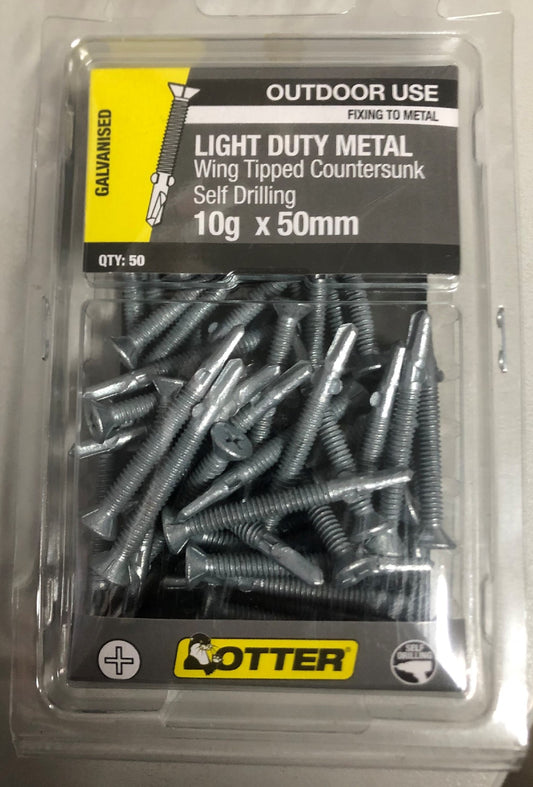 OUTDOOR USE
FIXING TO METAL
GALVANISED
LIGHT DUTY METAL
Wing Tipped Countersunk
Self Drilling
10g x 50mm
QTY: 50
OTTER®
SELF
DRILLING